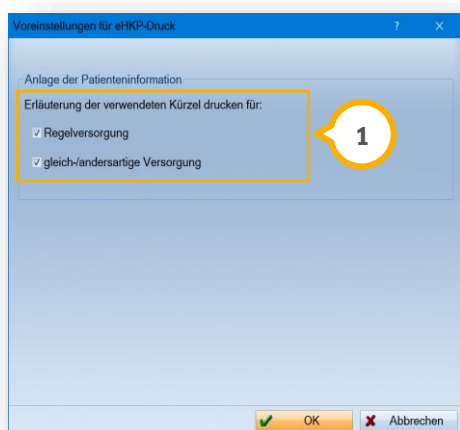 Voreinstellungen für eHKP-Druck ? ×
Anlage der Patienteninformation
Erläuterung der verwendeten Kürzel drucken für:
Regelversorgung
1
gleich-/andersartige Versorgung
OK Abbrechen